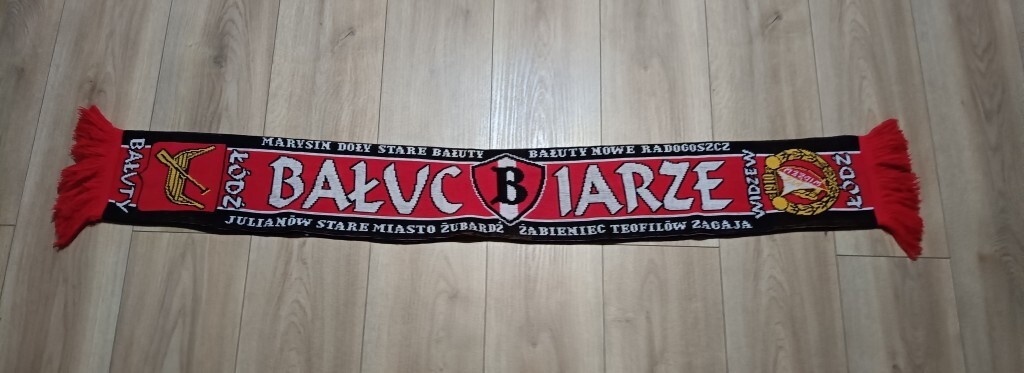 MARYSIN DOŁY STARE BAŁUTY BAŁUTY NOWE RADOGOSZCZ
BAŁUTY
ŁÓDŹ
BAŁUC B IARZE
WIDZEW
1910
ŁÓDŹ
JULIANÓW STARE MIASTO ŻUBARDŹ ŻABIENIEC TEOFILÓW ZAGAJA